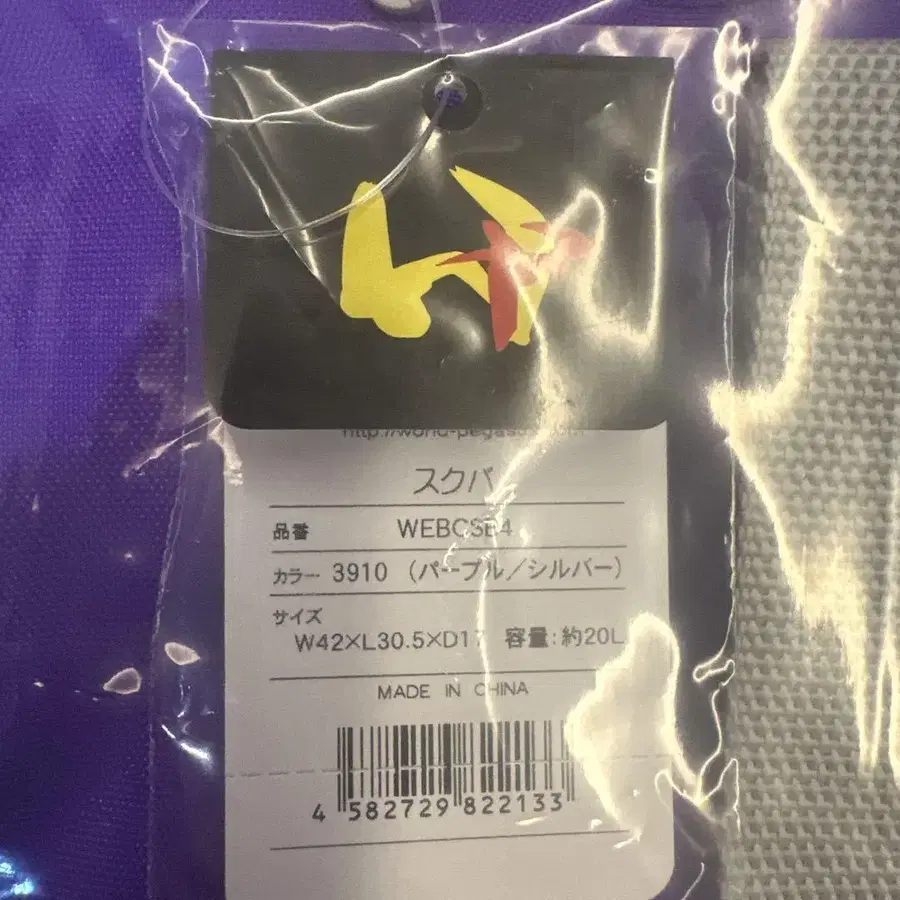 スクバ
品番 WEBCSB4
カラー 3910 (パープル/シルバー)
サイズ
W42×L30.5×D17 容量:約20L
MADE IN CHINA
4 582729 822133